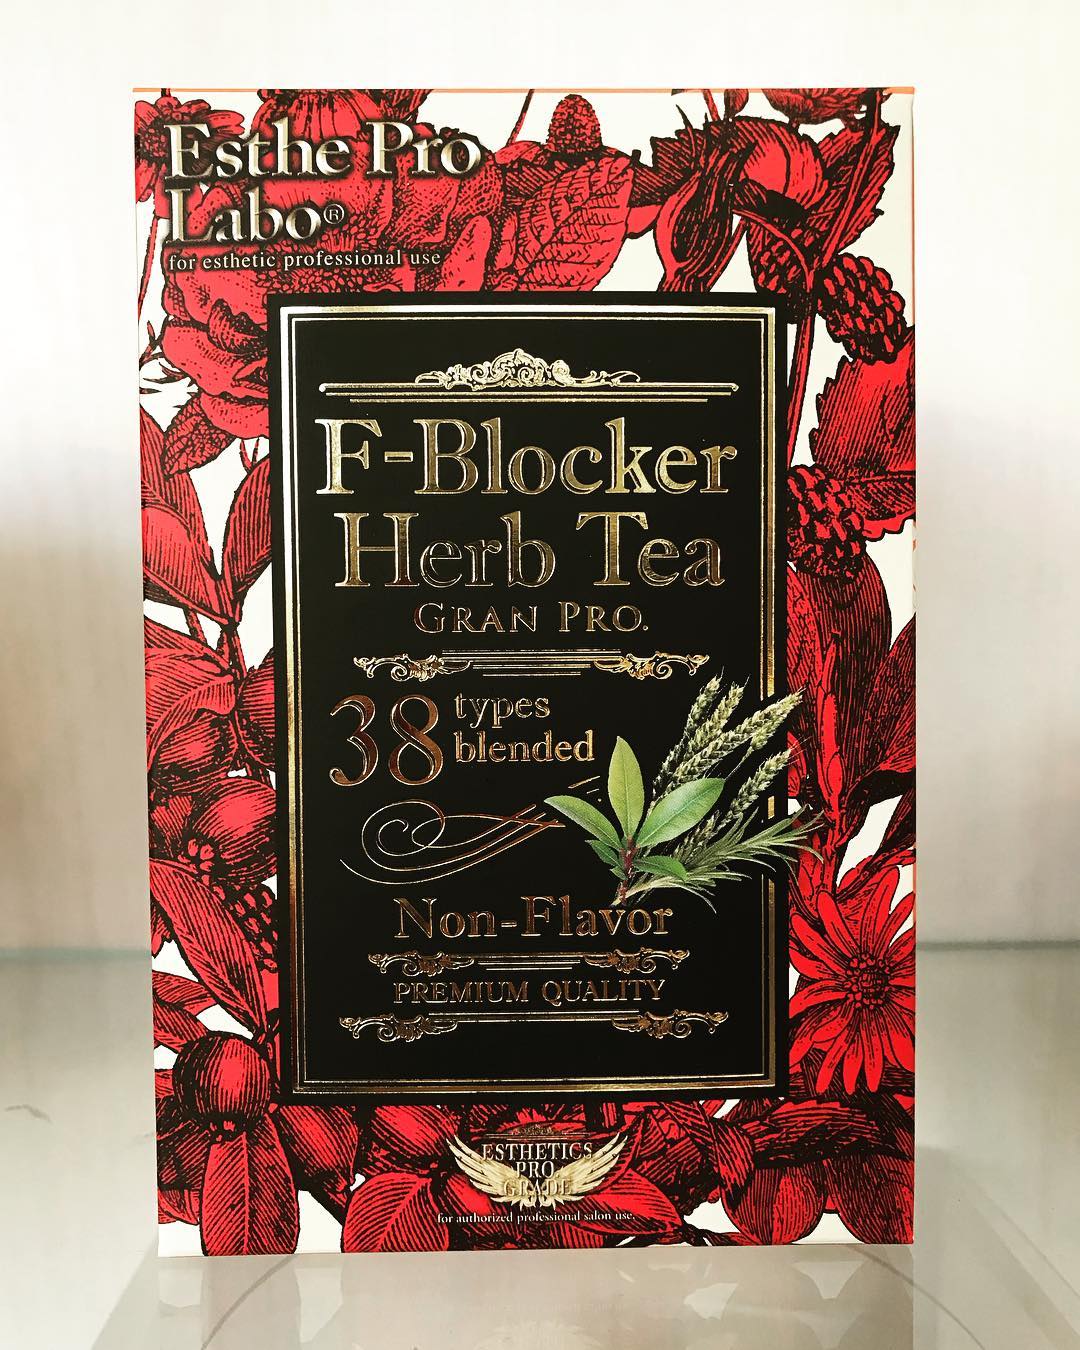 Esthe Pro
Labo®
for esthetic professional use
F-Blocker
Herb Tea
GRAN PRO.
38 types
blended
Non-Flavor
PREMIUM QUALITY
ESTHETICS
PRO
GRADE
for authorized professional salon use.